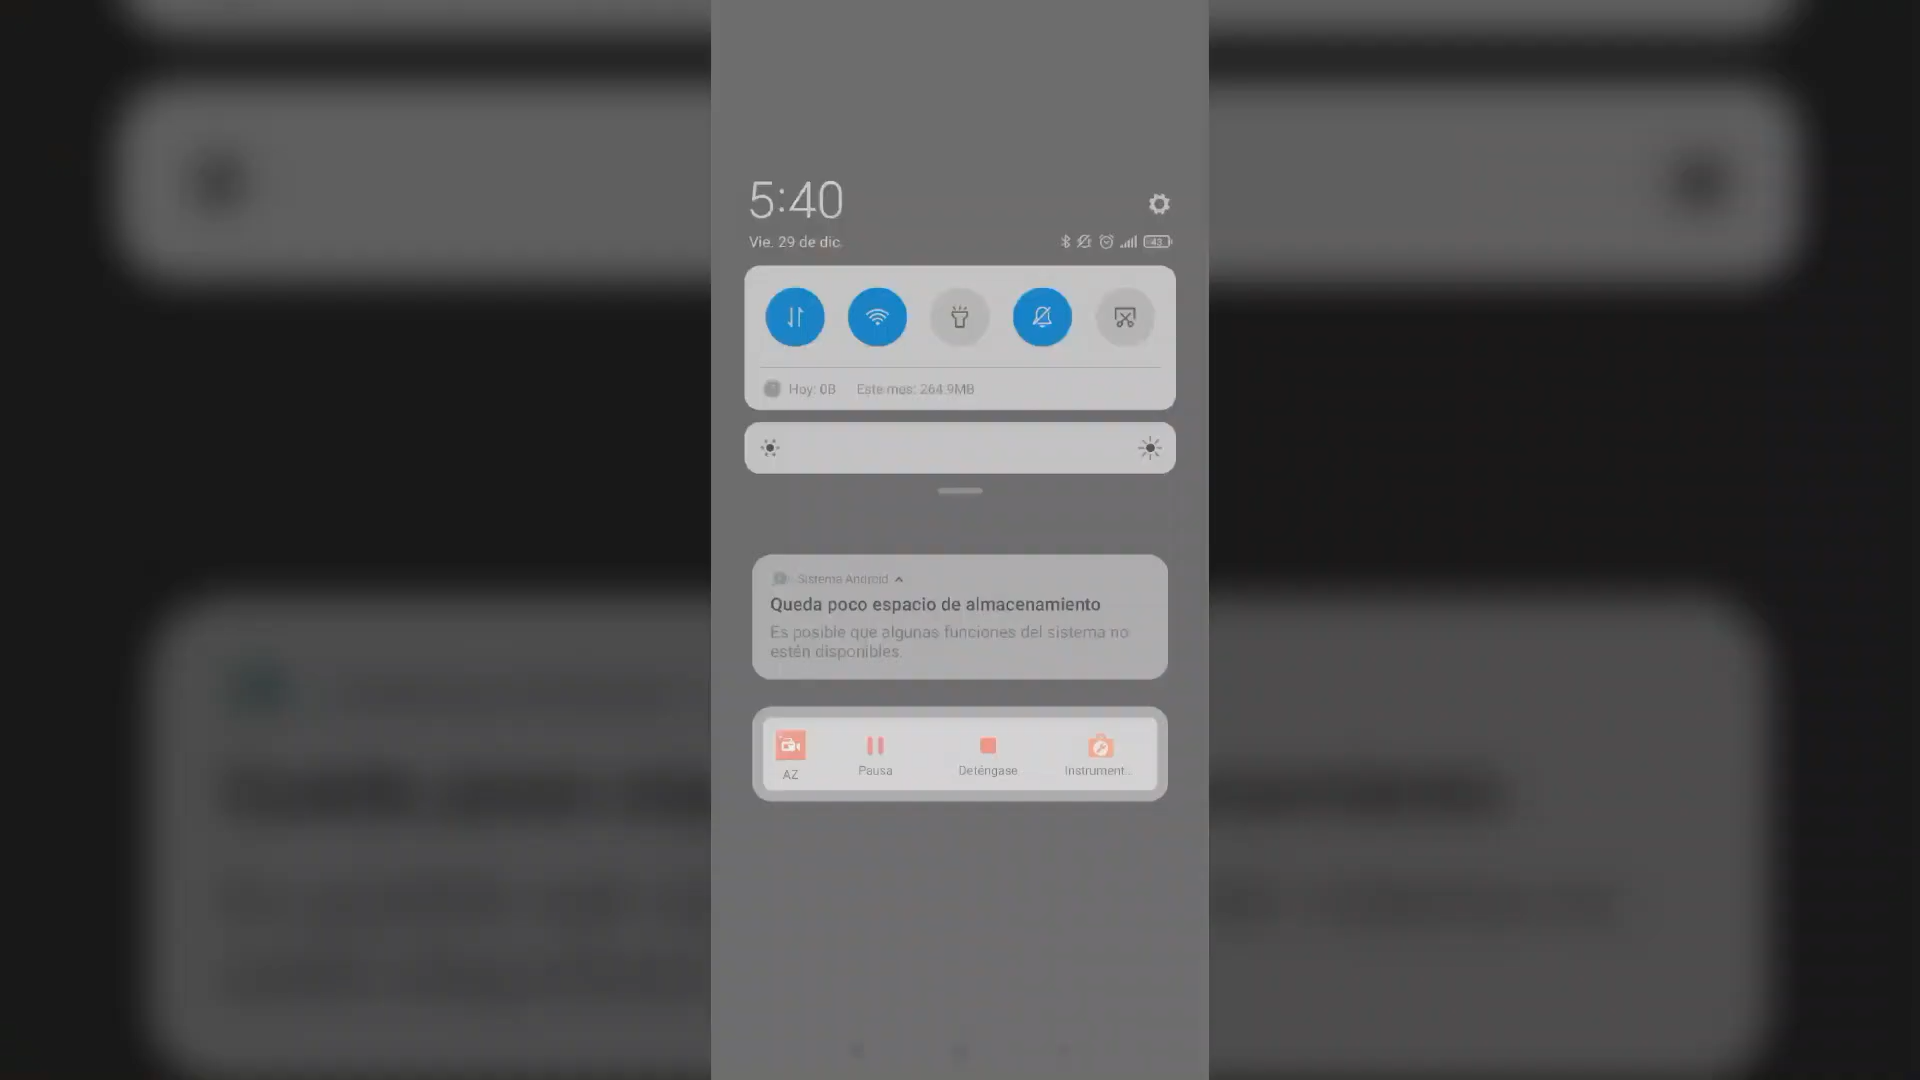 5:40
Vie. 29 de dic.
43
Hoy: 0B Este mes: 264.9MB
Sistema Android
Queda poco espacio de almacenamiento
Es posible que algunas funciones del sistema no
estén disponibles.
AZ Pausa Deténgase Instrument...